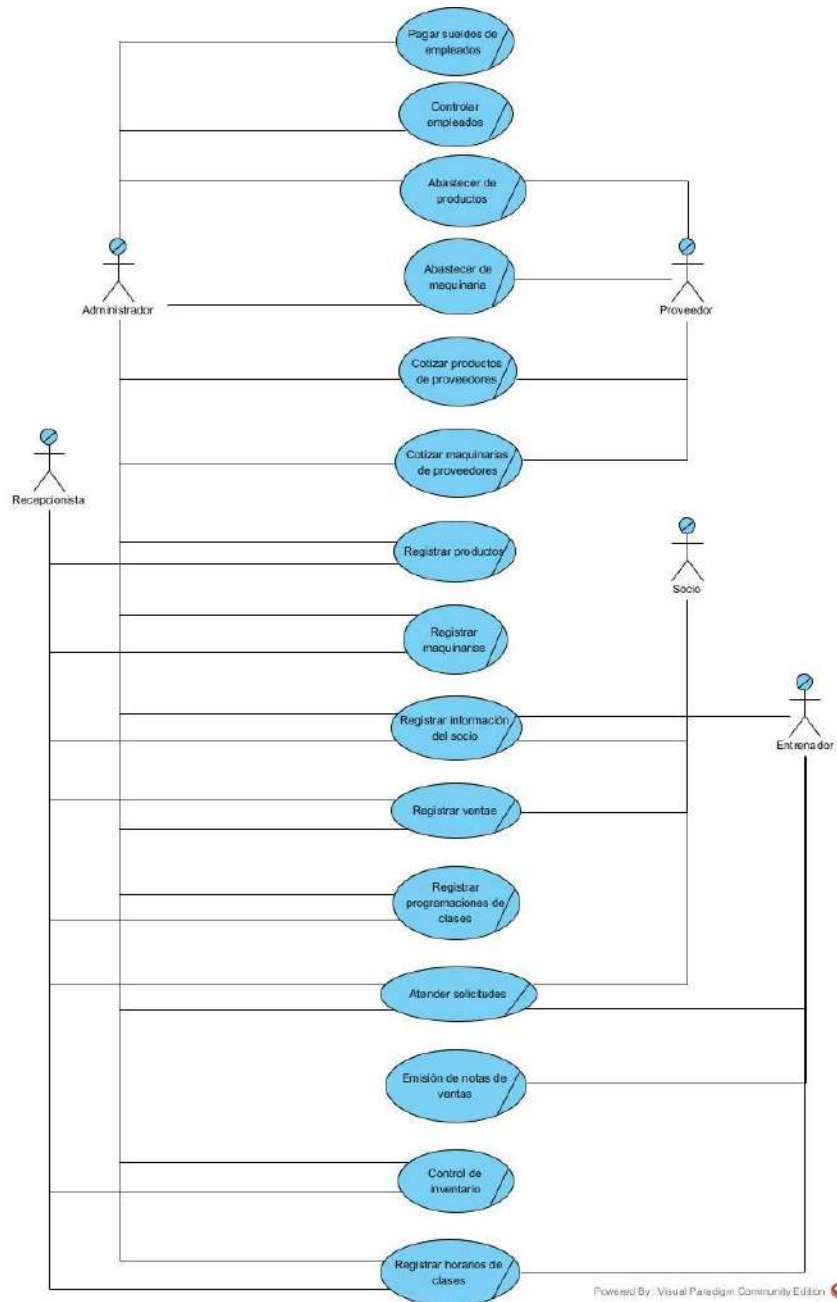 Pagar sueldos de
empleados
Controlar
empleados
Abastecer de
productos
Abastecer de
maquinaria
Administrador
Proveedor
Cotizar productos
de proveedores
Cotizar maquinarias
de proveedores
Recepcionista
Registrar productos
Socio
Registrar
maquinarias
Registrar información
del socio
Entrenador
Registrar ventas
Registrar
programaciones de
clases
Atender solicitudes
Emisión de notas de
ventas
Control de
inventario
Registrar horarios de
clases
Powered By: Visual Paradigm Community Edition